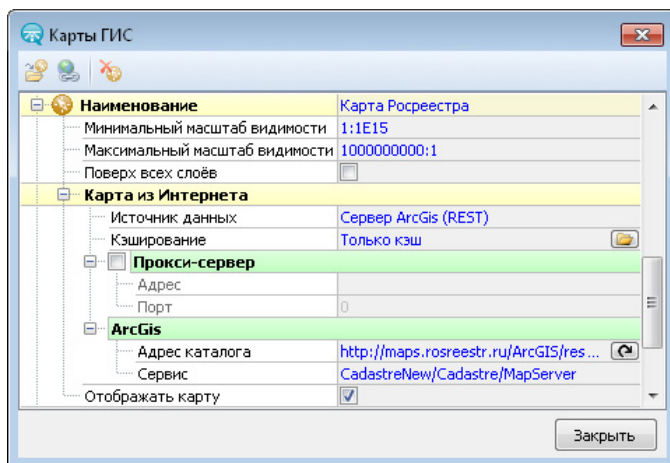 Карты ГИС
Наименование Карта Росреестра
Минимальный масштаб видимости 1:1E15
Максимальный масштаб видимости 1000000000:1
Поверх всех слоёв
Карта из Интернета
Источник данных Сервер ArcGis (REST)
Кэширование Только кэш
Прокси-сервер
Адрес
Порт 0
ArcGis
Адрес каталога http://maps.rosreestr.ru/ArcGIS/res...
Сервис CadastreNew/Cadastre/MapServer
Отображать карту
Закрыть